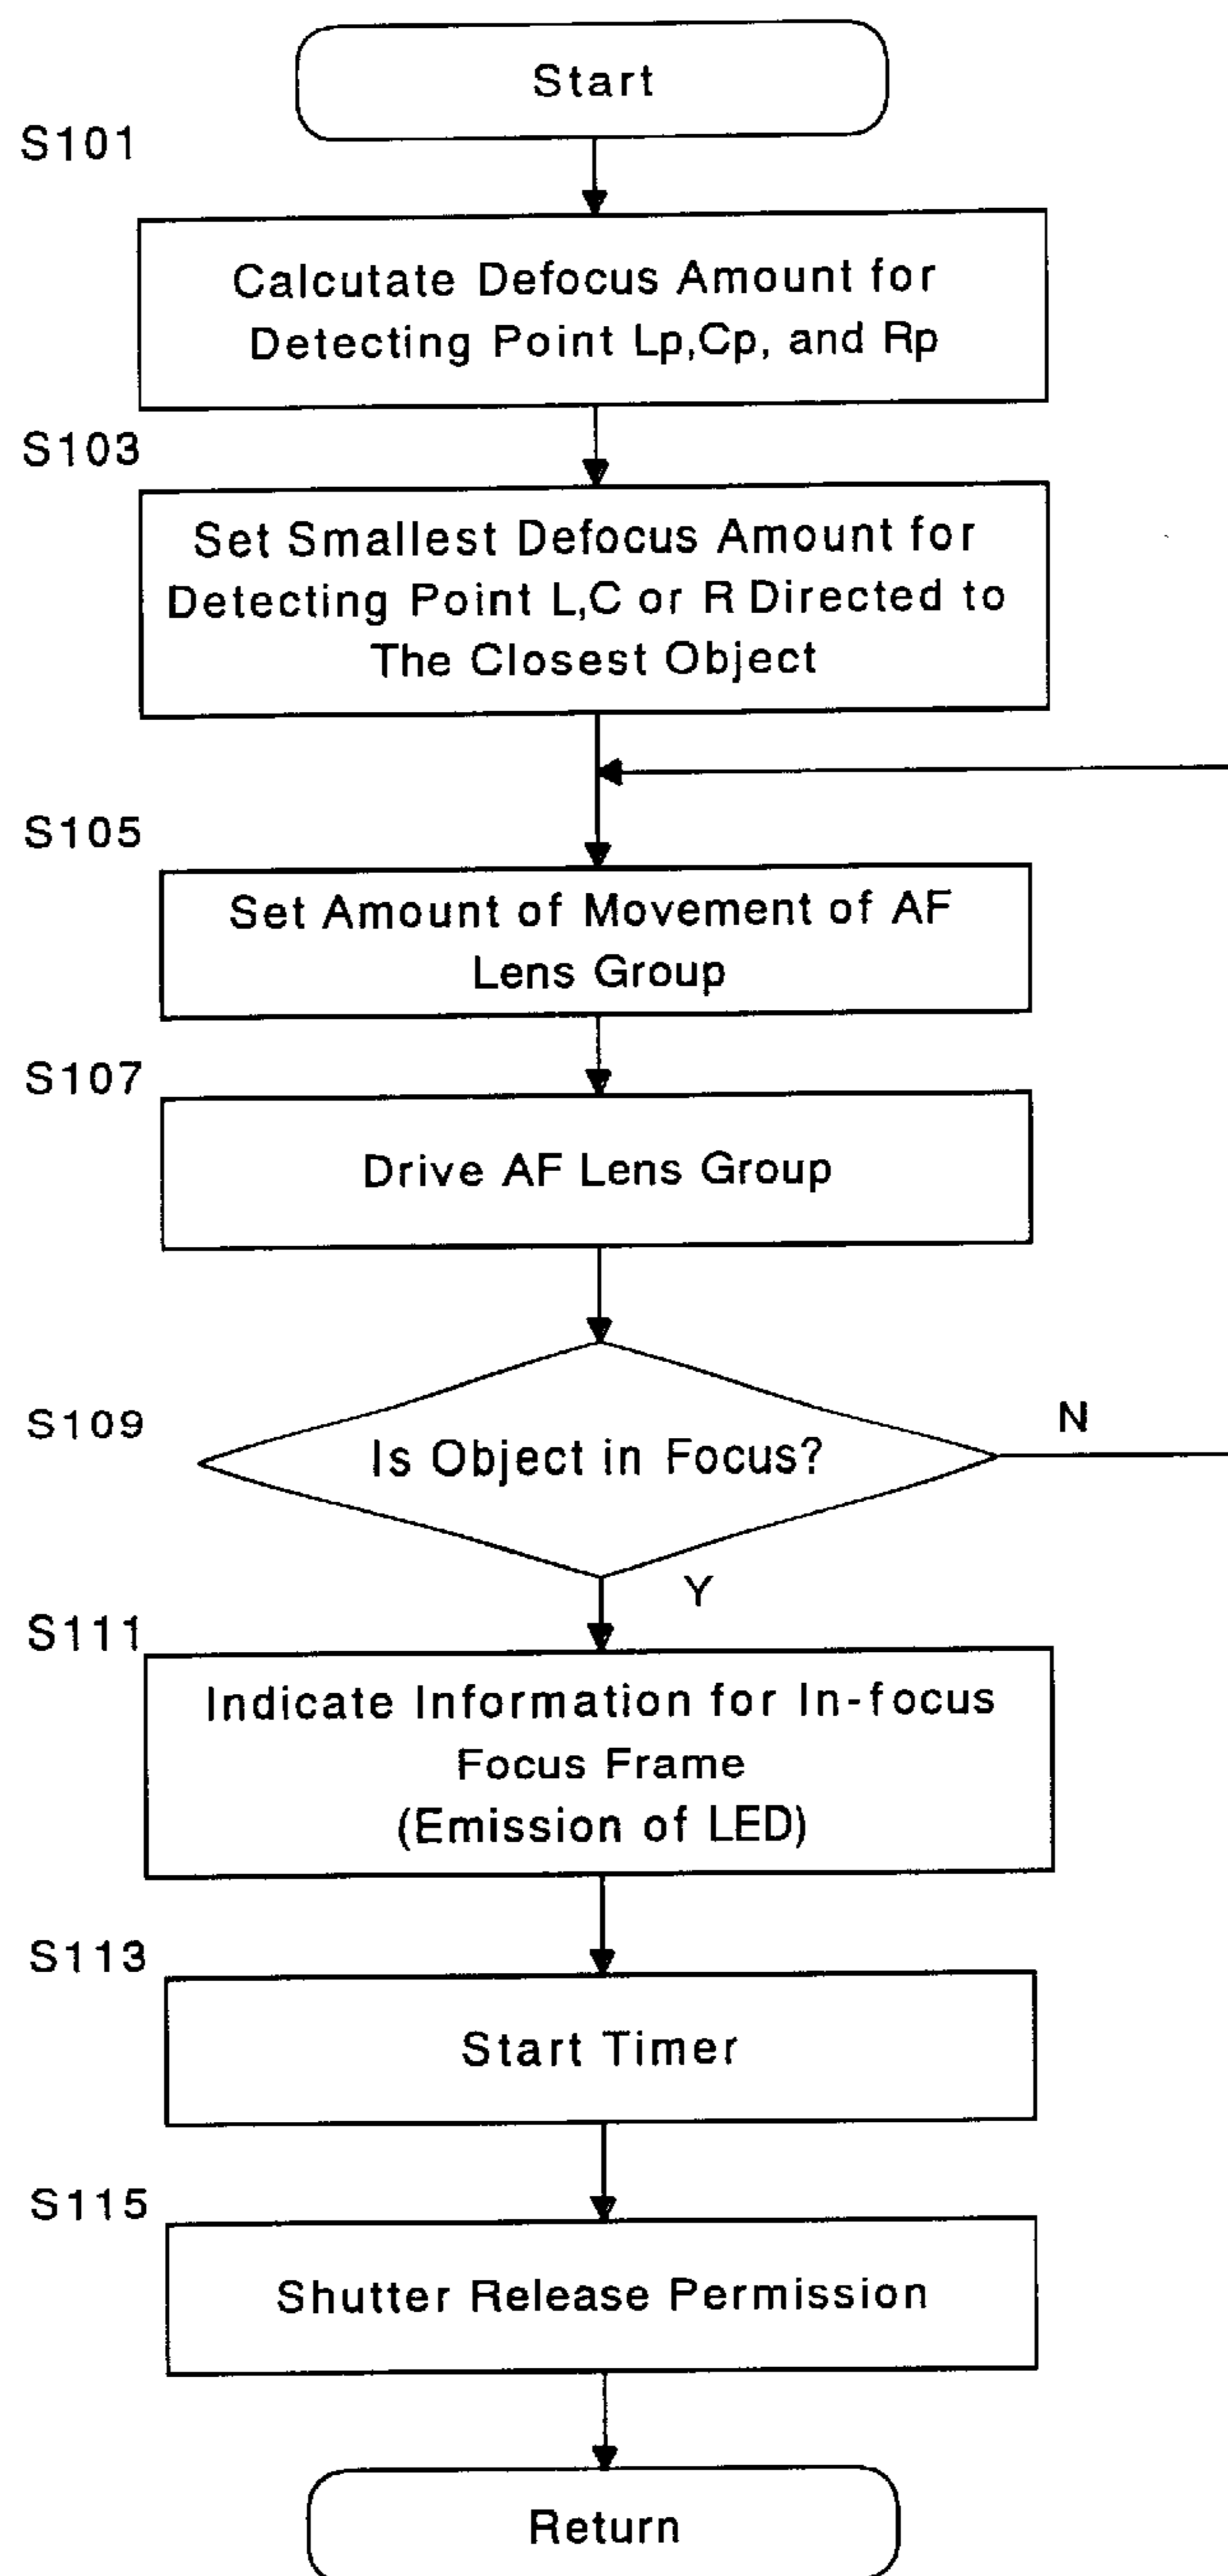 Start
S101
Calcutate Defocus Amount for
Detecting Point Lp,Cp, and Rp
S103
Set Smallest Defocus Amount for
Detecting Point L,C or R Directed to
The Closest Object
S105
Set Amount of Movement of AF
Lens Group
S107
Drive AF Lens Group
S109
Is Object in Focus?
N
Y
S111
Indicate Information for In-focus
Focus Frame
(Emission of LED)
S113
Start Timer
S115
Shutter Release Permission
Return